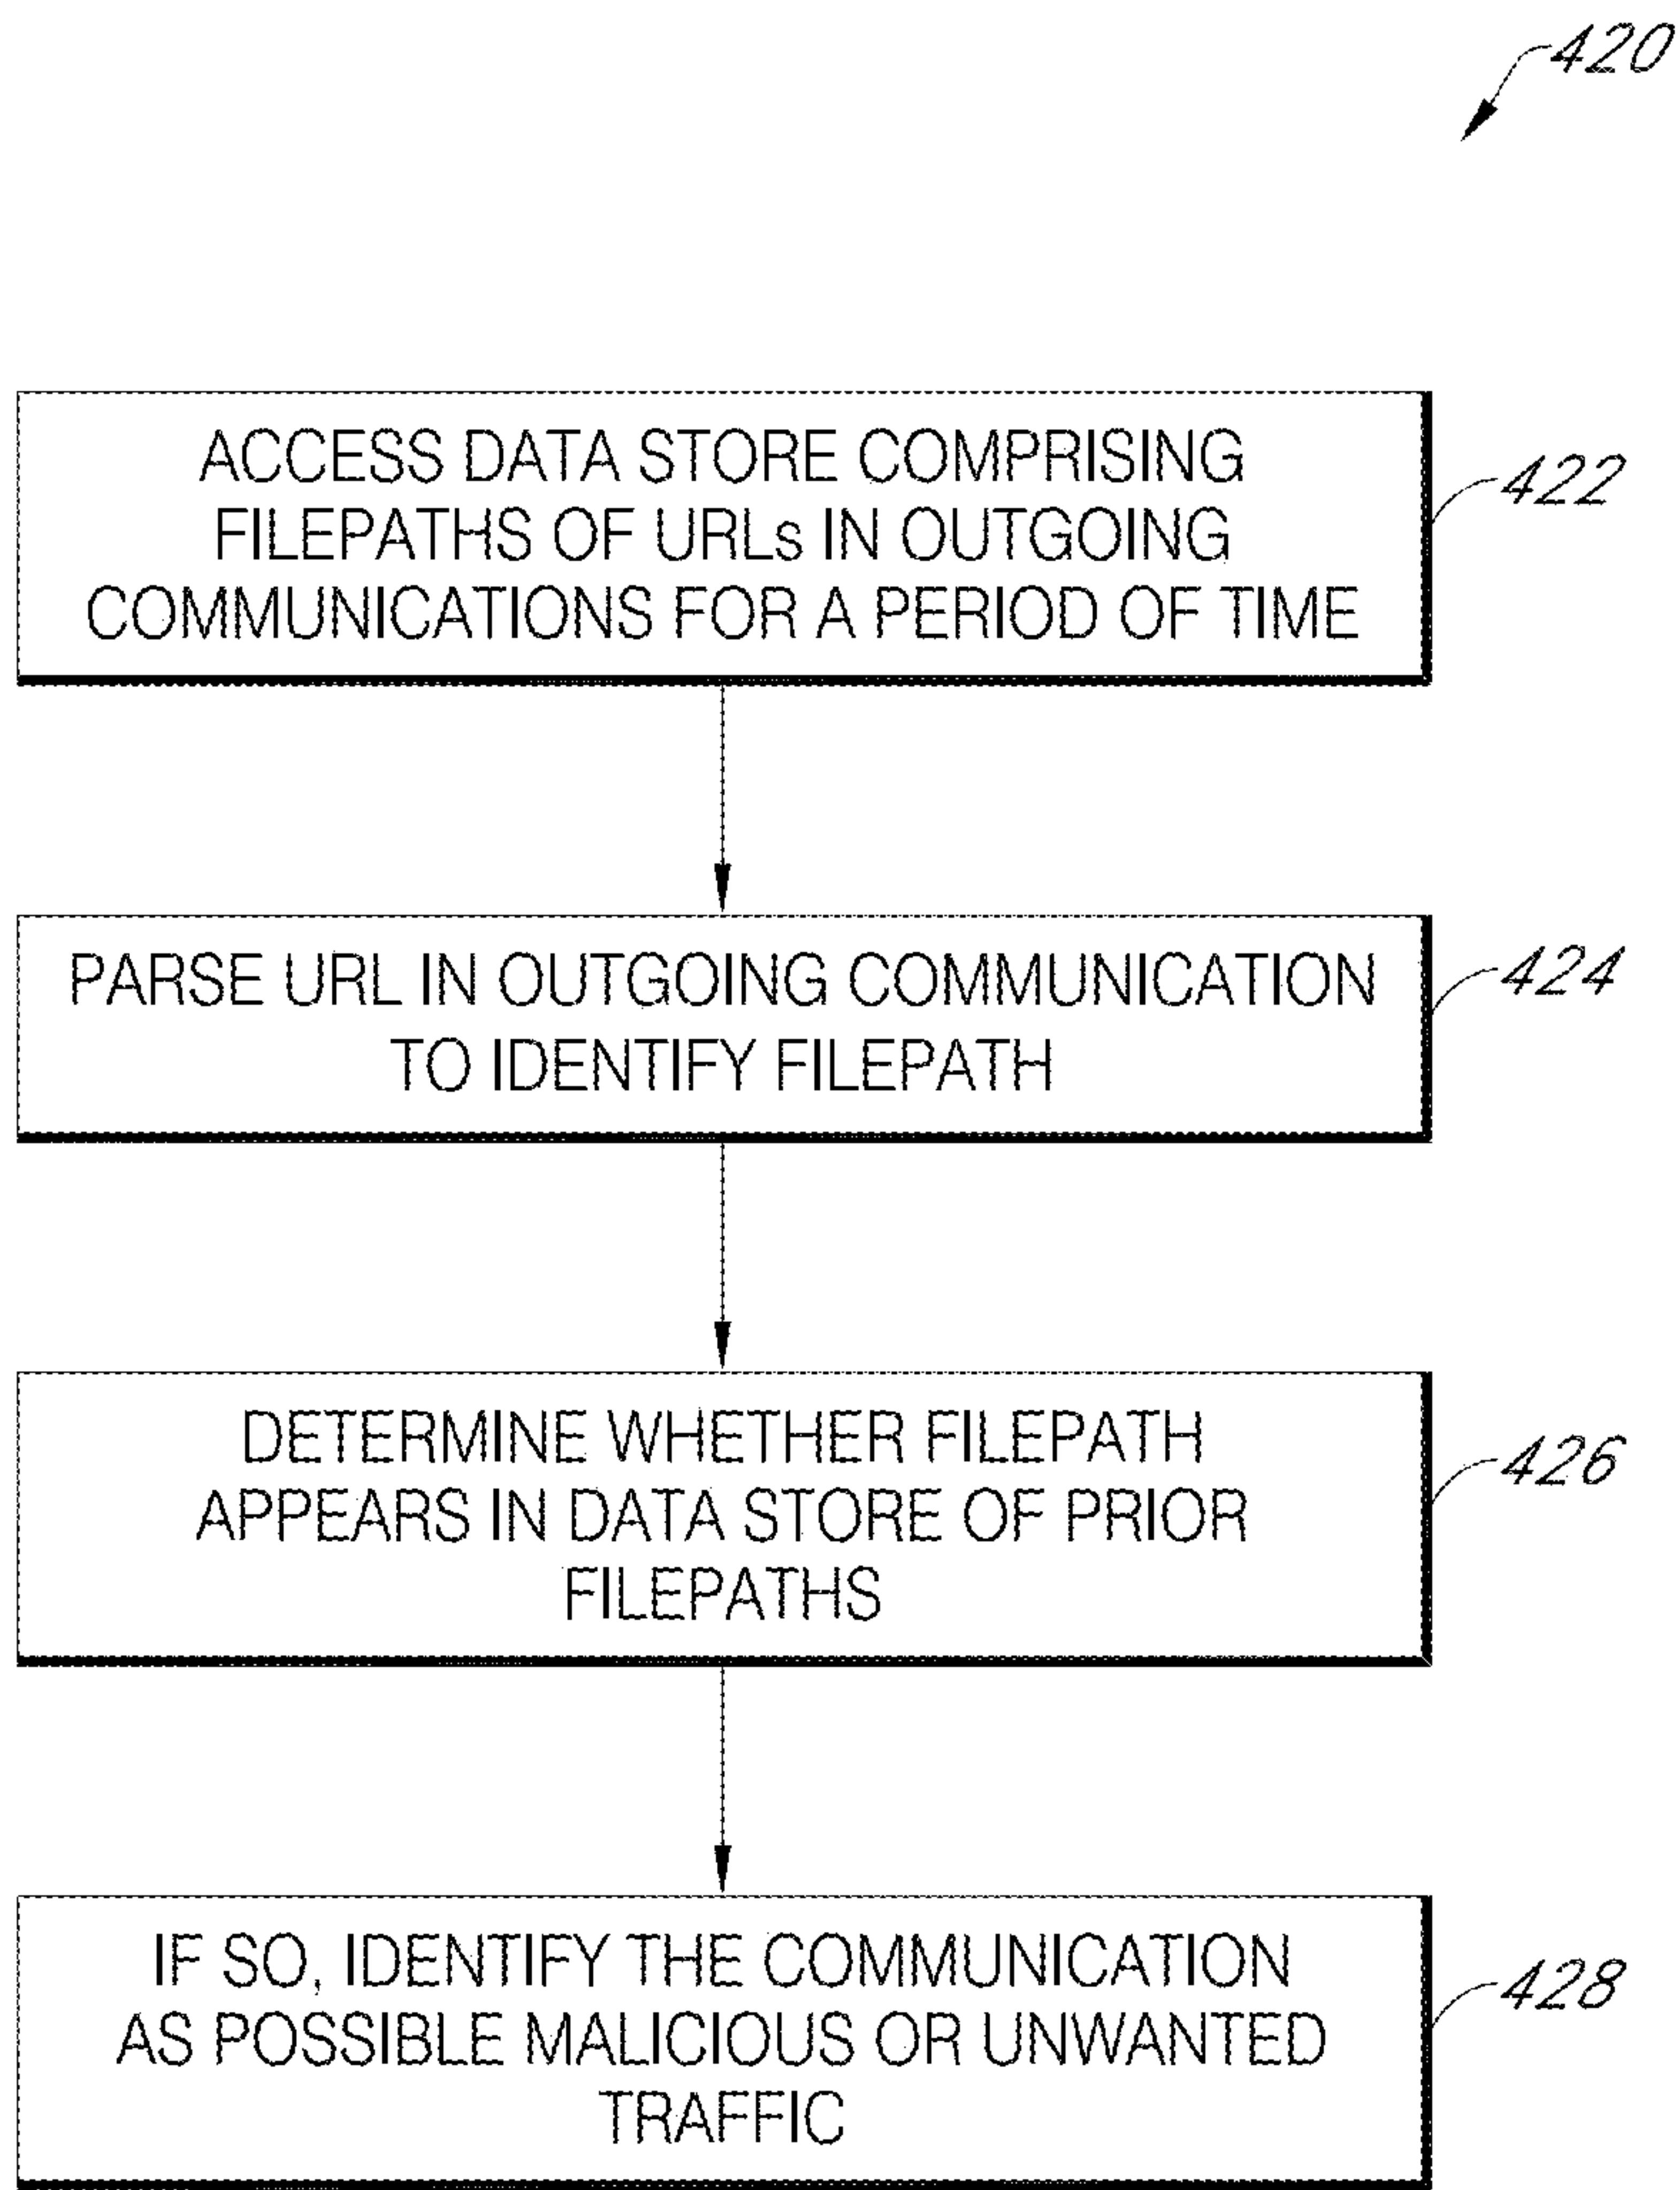 420
ACCESS DATA STORE COMPRISING
FILEPATHS OF URLs IN OUTGOING
COMMUNICATIONS FOR A PERIOD OF TIME
422
PARSE URL IN OUTGOING COMMUNICATION
TO IDENTIFY FILEPATH
424
DETERMINE WHETHER FILEPATH
APPEARS IN DATA STORE OF PRIOR
FILEPATHS
426
IF SO, IDENTIFY THE COMMUNICATION
AS POSSIBLE MALICIOUS OR UNWANTED
TRAFFIC
428